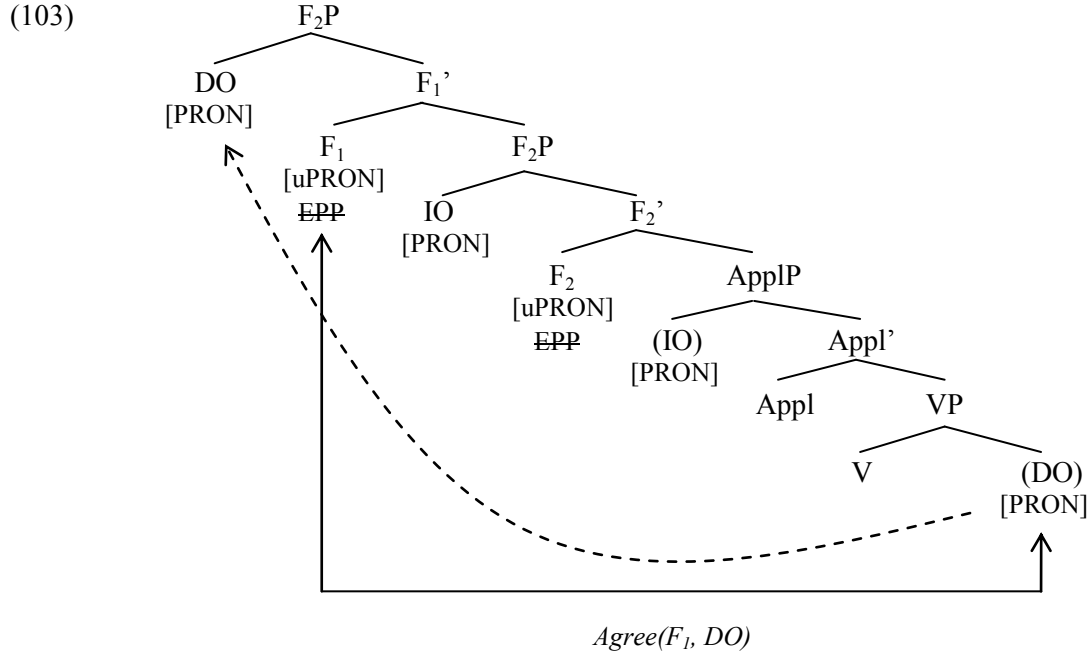 (103) F₂P
DO F₁’
[PRON]
F₁ F₂P
[uPRON]
EPP IO F₂’
[PRON]
F₂ ApplP
[uPRON]
EPP (IO) Appl’
[PRON]
Appl VP
V (DO)
[PRON]
Agree(F₁, DO)